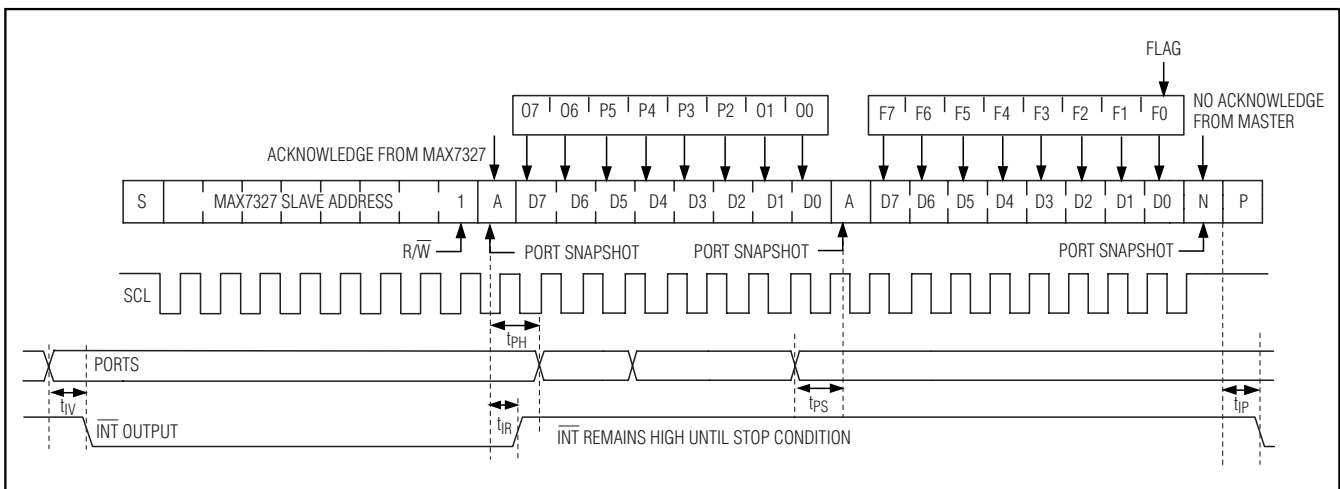 FLAG
O7 O6 P5 P4 P3 P2 O1 O0
F7 F6 F5 F4 F3 F2 F1 F0
NO ACKNOWLEDGE
FROM MASTER
ACKNOWLEDGE FROM MAX7327
S MAX7327 SLAVE ADDRESS 1 A D7 D6 D5 D4 D3 D2 D1 D0 A D7 D6 D5 D4 D3 D2 D1 D0 N P
R/W̅ PORT SNAPSHOT PORT SNAPSHOT PORT SNAPSHOT
SCL
tPH
PORTS
tIV tIR tPS tIP
I̅N̅T̅ OUTPUT I̅N̅T̅ REMAINS HIGH UNTIL STOP CONDITION